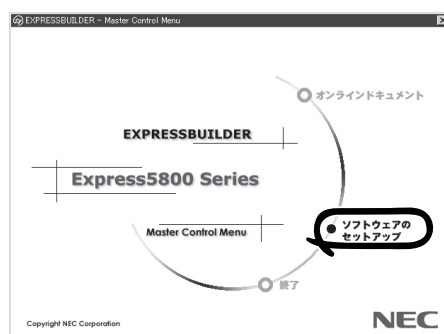 EXPRESSBUILDER - Master Control Menu
オンラインドキュメント
EXPRESSBUILDER
Express5800 Series
Master Control Menu
ソフトウェアの
セットアップ
終了
Copyright NEC Corporation
NEC